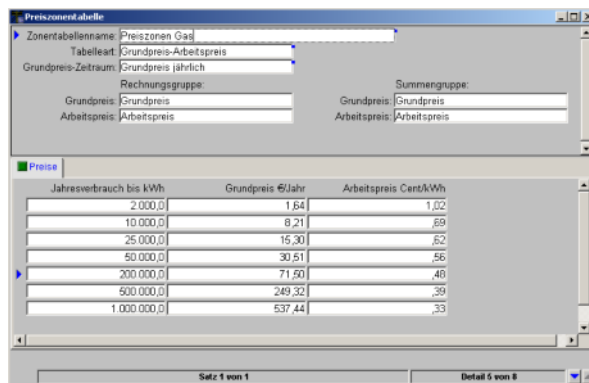 Preiszonentabelle
Zonentabellenname: Preiszonen Gas
Tabelleart: Grundpreis-Arbeitspreis
Grundpreis-Zeitraum: Grundpreis jährlich
Rechnungsgruppe: Summengruppe:
Grundpreis: Grundpreis Grundpreis: Grundpreis
Arbeitspreis: Arbeitspreis Arbeitspreis: Arbeitspreis
Preise
Jahresverbrauch bis kWh Grundpreis €/Jahr Arbeitspreis Cent/kWh
2.000,0 1,64 1,02
10.000,0 8,21 ,69
25.000,0 15,30 ,62
50.000,0 30,51 ,56
200.000,0 71,50 ,48
500.000,0 249,32 ,39
1.000.000,0 537,44 ,33
Satz 1 von 1 Detail 5 von 8